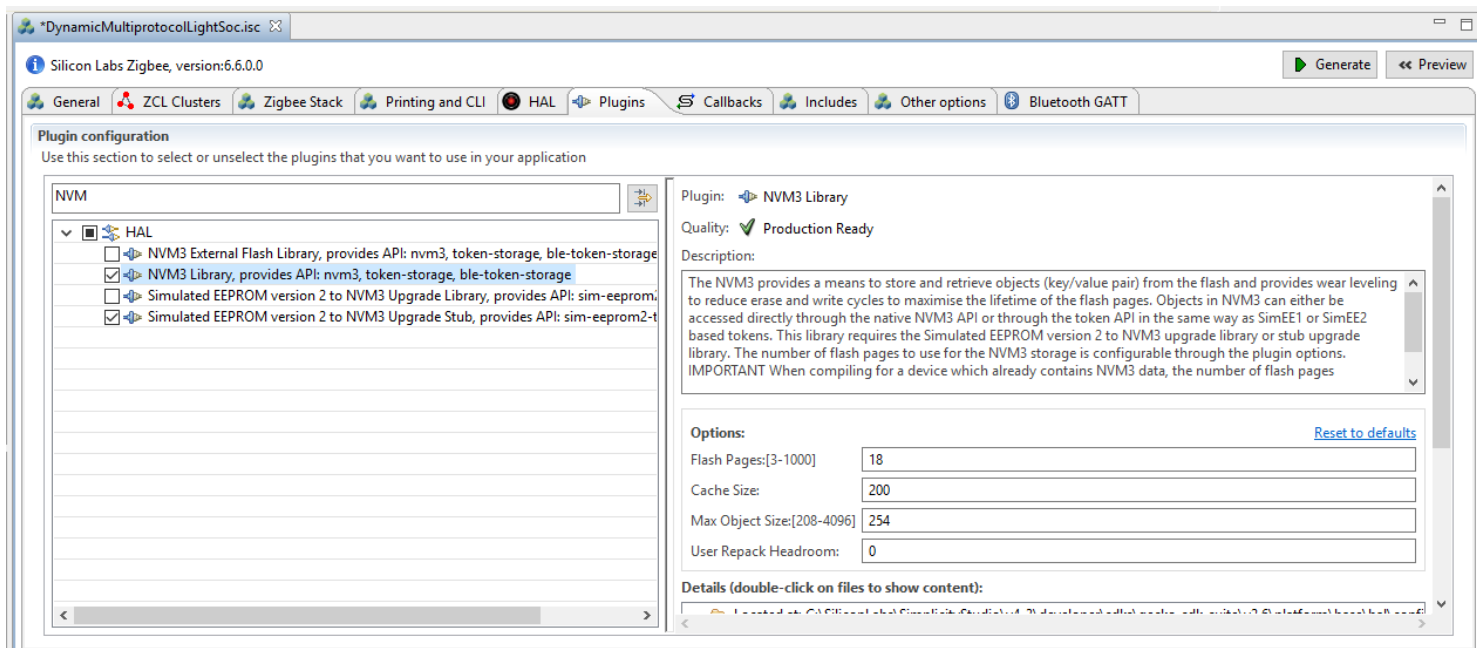 *DynamicMultiprotocolLightSoc.isc
Silicon Labs Zigbee, version:6.6.0.0
Generate
Preview
General
ZCL Clusters
Zigbee Stack
Printing and CLI
HAL
Plugins
Callbacks
Includes
Other options
Bluetooth GATT
Plugin configuration
Use this section to select or unselect the plugins that you want to use in your application
NVM
HAL
NVM3 External Flash Library, provides API: nvm3, token-storage, ble-token-storage
NVM3 Library, provides API: nvm3, token-storage, ble-token-storage
Simulated EEPROM version 2 to NVM3 Upgrade Library, provides API: sim-eeprom
Simulated EEPROM version 2 to NVM3 Upgrade Stub, provides API: sim-eeprom2-t
Plugin: NVM3 Library
Quality: Production Ready
Description:
The NVM3 provides a means to store and retrieve objects (key/value pair) from the flash and provides wear leveling
to reduce erase and write cycles to maximise the lifetime of the flash pages. Objects in NVM3 can either be
accessed directly through the native NVM3 API or through the token API in the same way as SimEE1 or SimEE2
based tokens. This library requires the Simulated EEPROM version 2 to NVM3 upgrade library or stub upgrade
library. The number of flash pages to use for the NVM3 storage is configurable through the plugin options.
IMPORTANT When compiling for a device which already contains NVM3 data, the number of flash pages
Options:
Reset to defaults
Flash Pages:[3-1000] 18
Cache Size: 200
Max Object Size:[208-4096] 254
User Repack Headroom: 0
Details (double-click on files to show content):